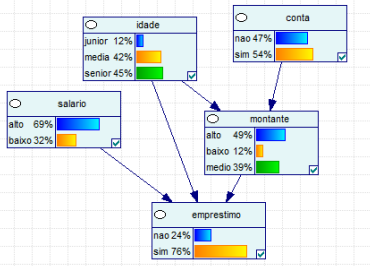 idade
junior 12%
media 42%
senior 45%
conta
nao 47%
sim 54%
salario
alto 69%
baixo 32%
montante
alto 49%
baixo 12%
medio 39%
emprestimo
nao 24%
sim 76%